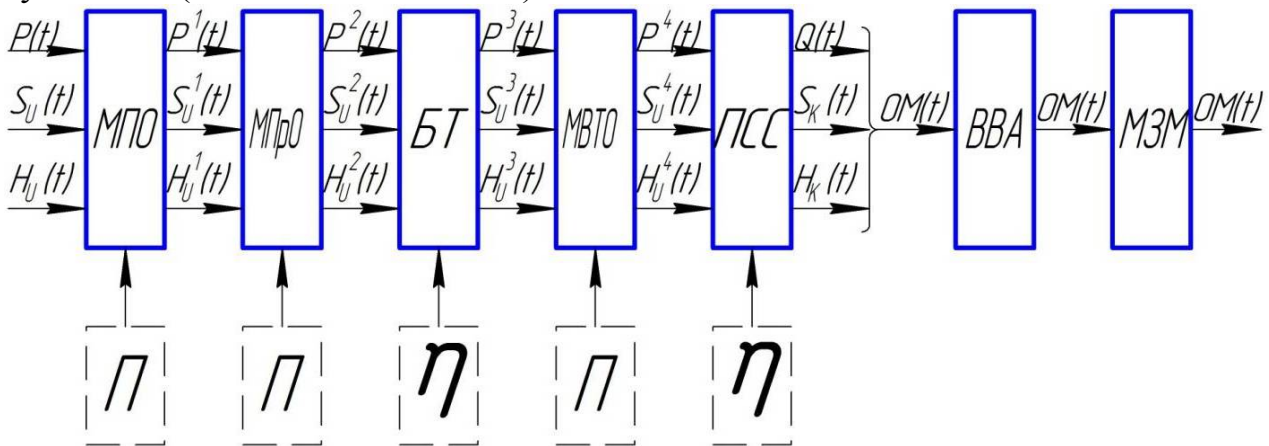 P(t) P¹(t) P²(t) P³(t) P⁴(t) Q(t)
S_U(t) S_U¹(t) S_U²(t) S_U³(t) S_U⁴(t) S_K(t)
МПО МПрО БТ МВТО ПСС OM(t) ВВА OM(t) МЗМ OM(t)
H_U(t) H_U¹(t) H_U²(t) H_U³(t) H_U⁴(t) H_K(t)
П П η П η